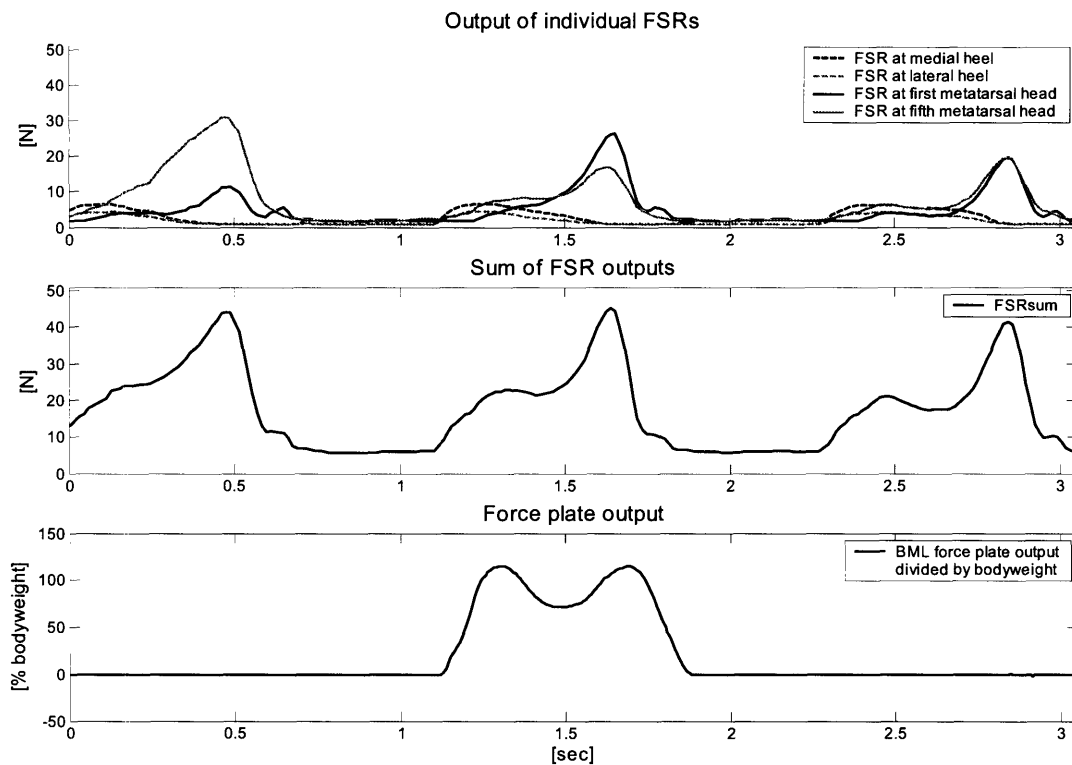 Output of individual FSRs
50
40
30
20
10
0
[N]
FSR at medial heel
FSR at lateral heel
FSR at first metatarsal head
FSR at fifth metatarsal head
0 0.5 1 1.5 2 2.5 3
Sum of FSR outputs
50
40
30
20
10
0
[N]
FSRsum
0 0.5 1 1.5 2 2.5 3
Force plate output
150
100
50
0
-50
[% bodyweight]
BML force plate output
divided by bodyweight
0 0.5 1 1.5 2 2.5 3
[sec]